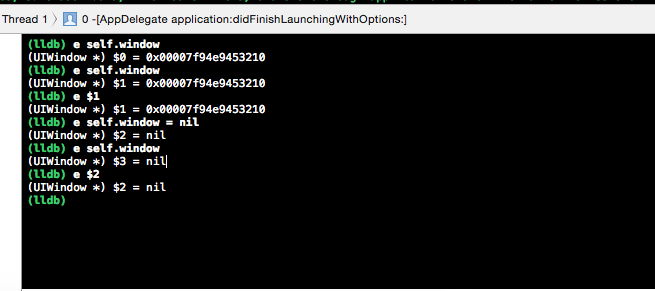 Thread 1 〉 0 -[AppDelegate application:didFinishLaunchingWithOptions:]
(lldb) e self.window
(UIWindow *) $0 = 0x00007f94e9453210
(lldb) e self.window
(UIWindow *) $1 = 0x00007f94e9453210
(lldb) e $1
(UIWindow *) $1 = 0x00007f94e9453210
(lldb) e self.window = nil
(UIWindow *) $2 = nil
(lldb) e self.window
(UIWindow *) $3 = nil
(lldb) e $2
(UIWindow *) $2 = nil
(lldb)